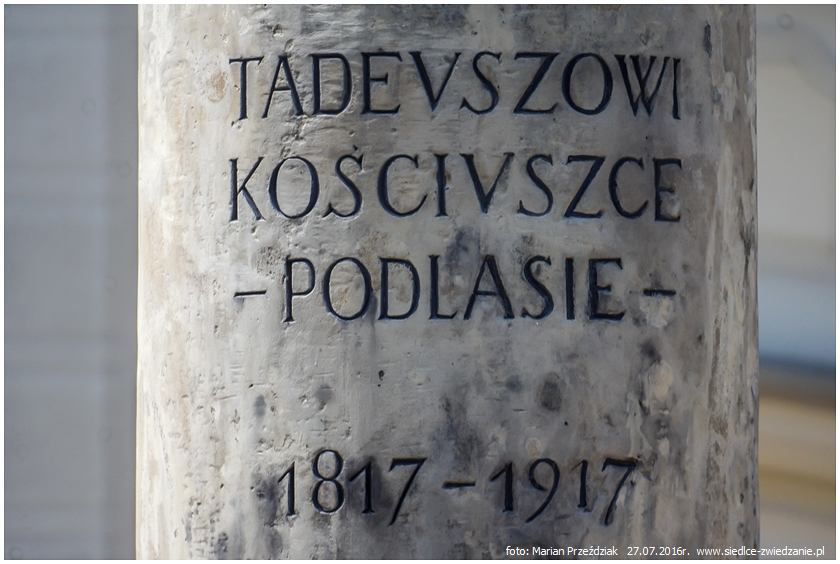 TADEVSZOWI
KOŚCIVSZCE
– PODLASIE –
1817 – 1917
foto: Marian Przeździak 27.07.2016r. www.siedlce-zwiedzanie.pl